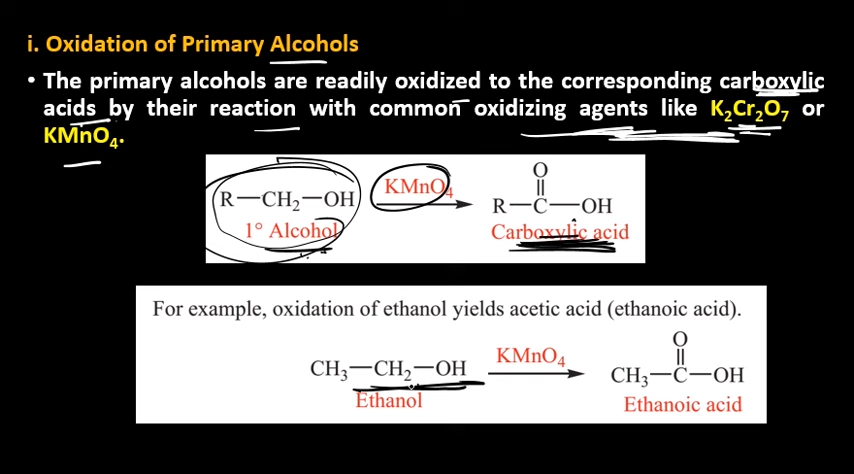 i. Oxidation of Primary Alcohols
• The primary alcohols are readily oxidized to the corresponding carboxylic
acids by their reaction with common oxidizing agents like K₂Cr₂O₇ or
KMnO₄.
O
R—CH₂—OH KMnO₄ R—C—OH
1° Alcohol Carboxylic acid
For example, oxidation of ethanol yields acetic acid (ethanoic acid).
O
CH₃—CH₂—OH KMnO₄ CH₃—C—OH
Ethanol Ethanoic acid